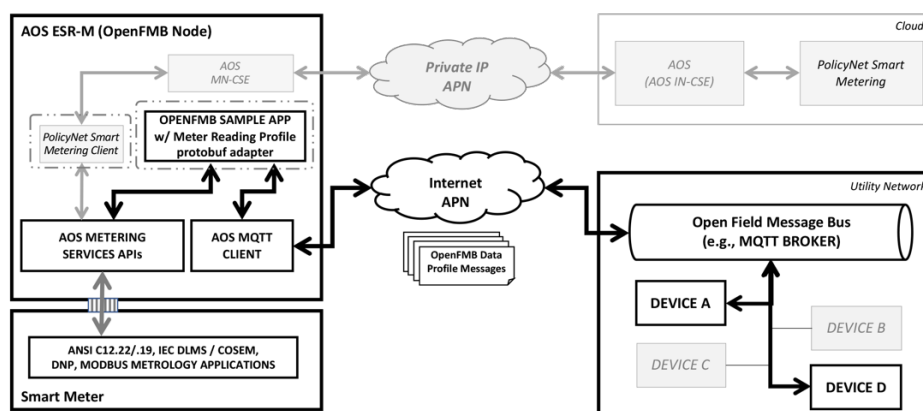 AOS ESR-M (OpenFMB Node)
AOS
MN-CSE
OPENFMB SAMPLE APP
w/ Meter Reading Profile
protobuf adapter
PolicyNet Smart
Metering Client
AOS METERING
SERVICES APIs
AOS MQTT
CLIENT
ANSI C12.22/.19, IEC DLMS / COSEM,
DNP, MODBUS METROLOGY APPLICATIONS
Smart Meter
Private IP
APN
Internet
APN
OpenFMB Data
Profile Messages
Cloud
AOS
(AOS IN-CSE)
PolicyNet Smart
Metering
Utility Network
Open Field Message Bus
(e.g., MQTT BROKER)
DEVICE A
DEVICE B
DEVICE C
DEVICE D